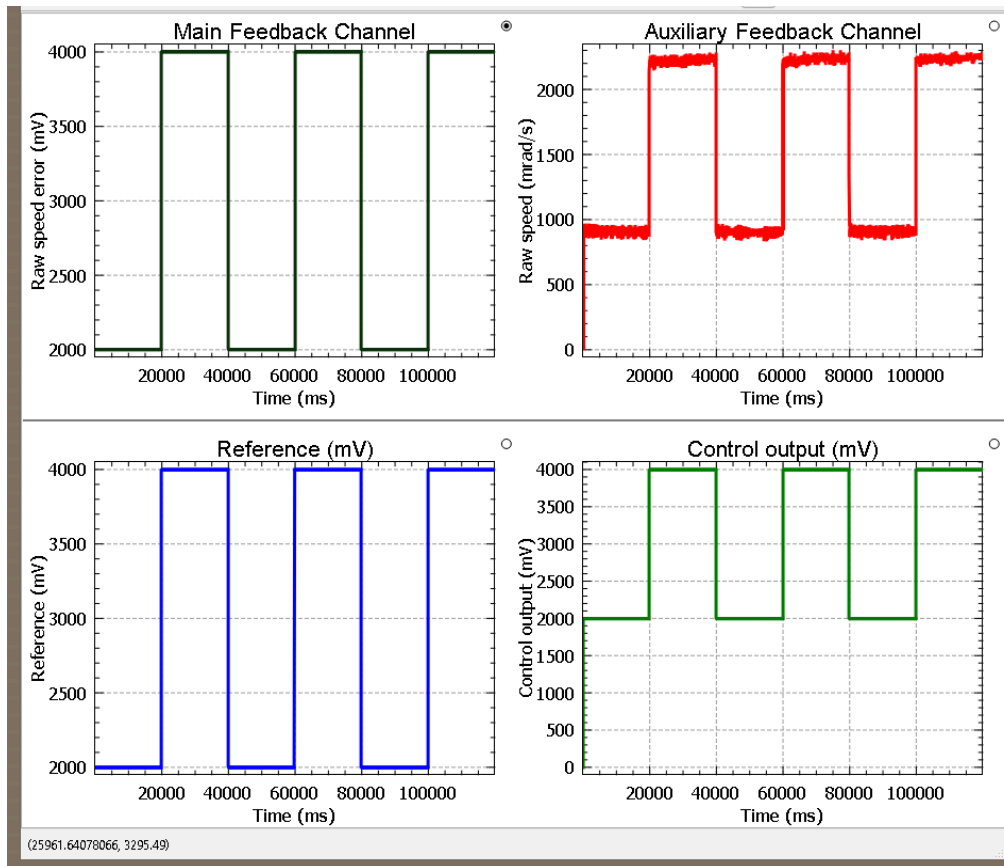 Main Feedback Channel
Raw speed error (mV)
4000
3500
3000
2500
2000
20000 40000 60000 80000 100000
Time (ms)
Auxiliary Feedback Channel
Raw speed (mrad/s)
2000
1500
1000
500
0
20000 40000 60000 80000 100000
Time (ms)
Reference (mV)
Reference (mV)
4000
3500
3000
2500
2000
20000 40000 60000 80000 100000
Time (ms)
Control output (mV)
Control output (mV)
4000
3500
3000
2500
2000
1500
1000
500
0
20000 40000 60000 80000 100000
Time (ms)
(25961.64078066, 3295.49)